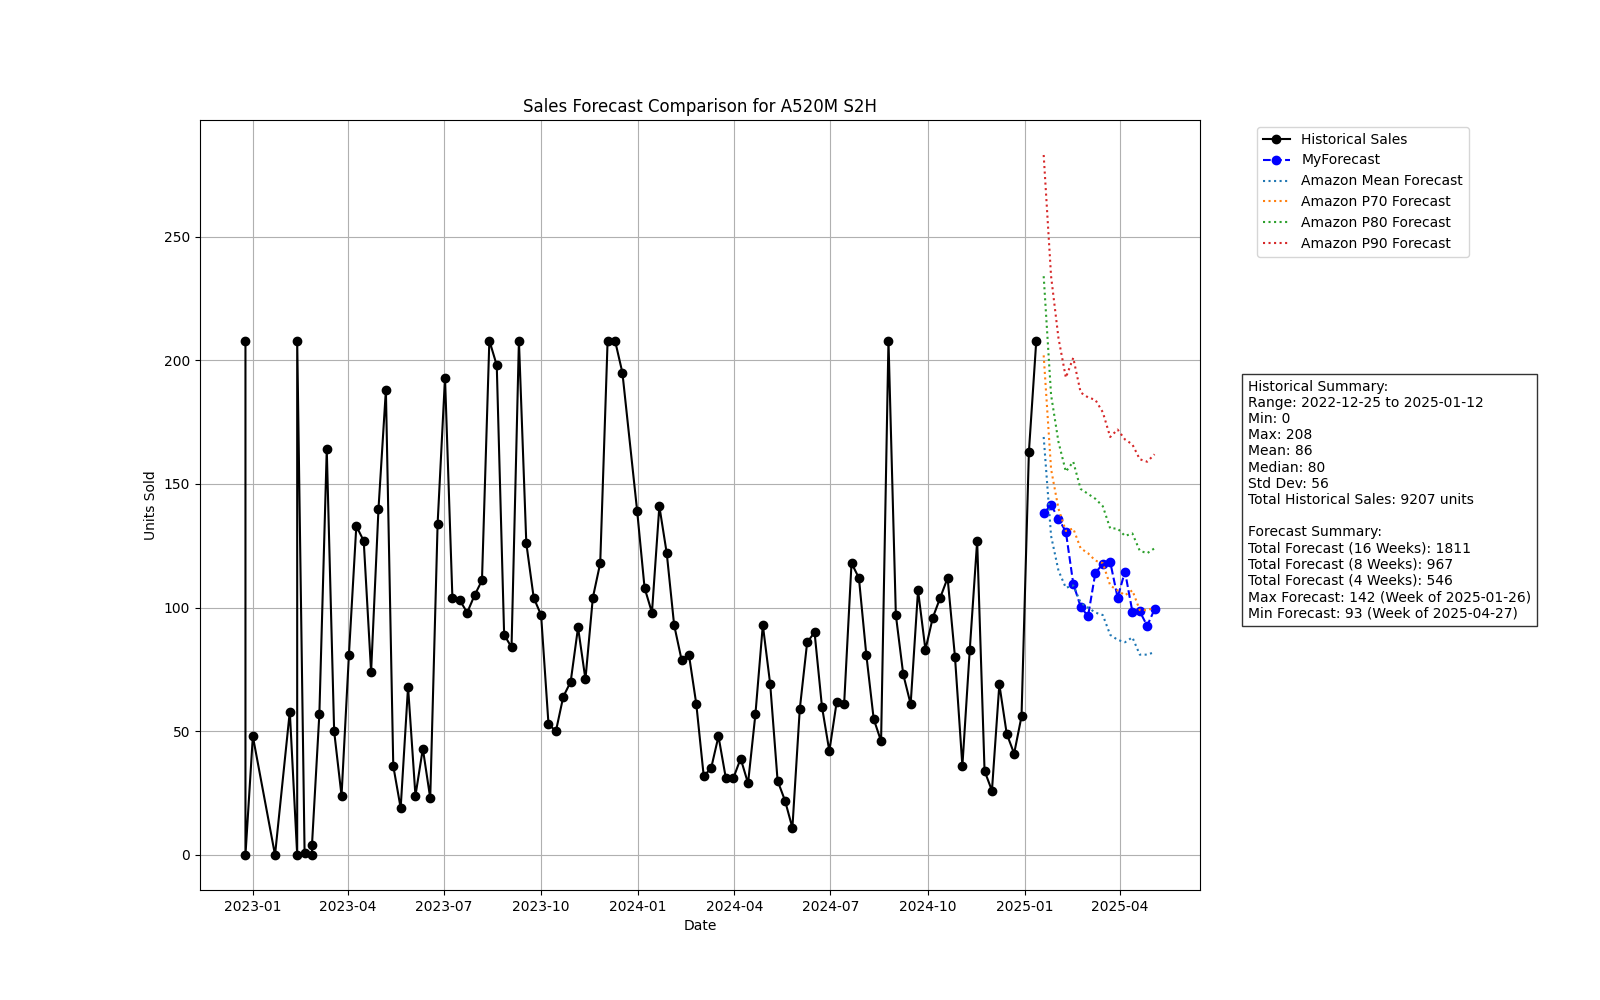 Sales Forecast Comparison for A520M S2H
Historical Sales
MyForecast
Amazon Mean Forecast
Amazon P70 Forecast
Amazon P80 Forecast
Amazon P90 Forecast
250
200
150
100
50
0
Units Sold
2023-01
2023-04
2023-07
2023-10
2024-01
2024-04
2024-07
2024-10
2025-01
2025-04
Date
Historical Summary:
Range: 2022-12-25 to 2025-01-12
Min: 0
Max: 208
Mean: 86
Median: 80
Std Dev: 56
Total Historical Sales: 9207 units
Forecast Summary:
Total Forecast (16 Weeks): 1811
Total Forecast (8 Weeks): 967
Total Forecast (4 Weeks): 546
Max Forecast: 142 (Week of 2025-01-26)
Min Forecast: 93 (Week of 2025-04-27)